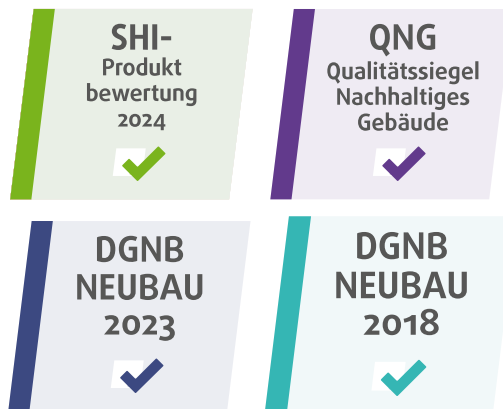 SHI-
Produkt
bewertung
2024
QNG
Qualitätssiegel
Nachhaltiges
Gebäude
DGNB
NEUBAU
2023
DGNB
NEUBAU
2018